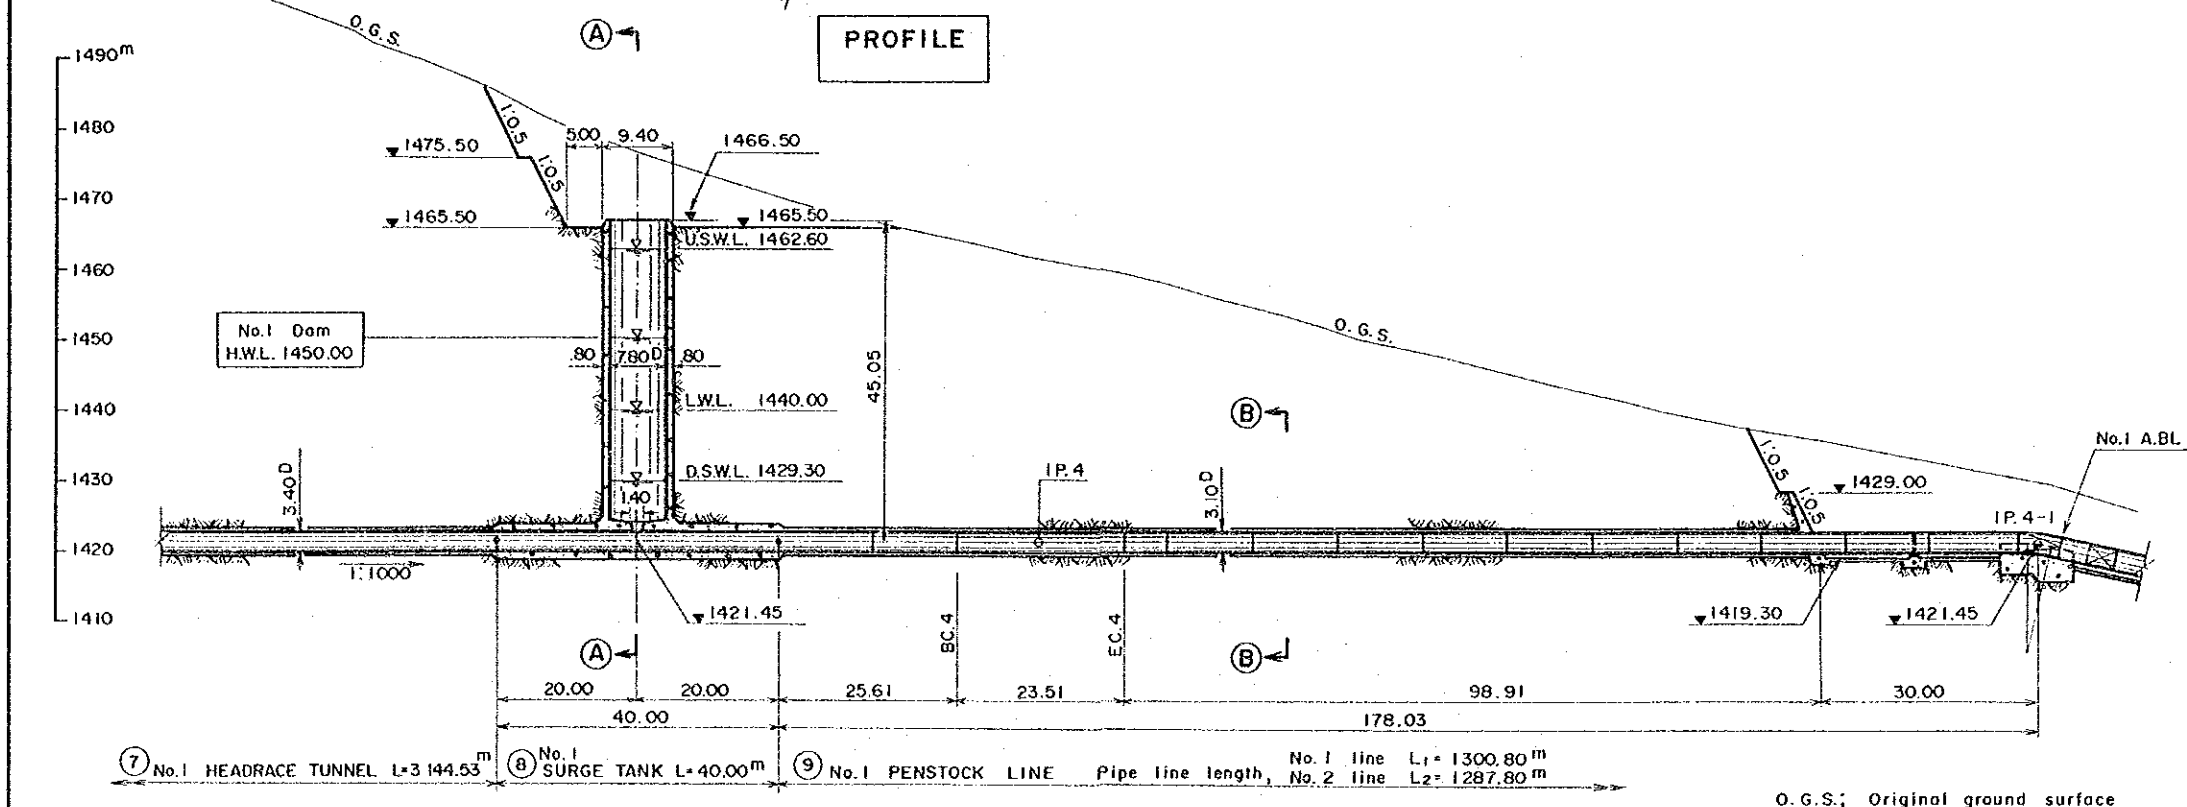 PROFILE
O.G.S.
A
1490m
1480
1470
1460
1450
1440
1430
1420
1410
1:0.5
1:0.5
5.00
9.40
1475.50
1466.50
1465.50
1465.50
U.S.W.L. 1462.60
No.1 Dam
H.W.L. 1450.00
.80
7.80 D
.80
45.05
O.G.S.
L.W.L. 1440.00
B
No.1 A.BL
D.S.W.L. 1429.30
1.40
I P. 4
3.40D
3.10D
1:0.5
1:0.5
1429.00
I P. 4-1
1:1000
1421.45
1419.30
1421.45
A
BC.4
EC.4
B
20.00
20.00
25.61
23.51
98.91
30.00
40.00
178.03
7 No.1 HEADRACE TUNNEL L=3 144.53m
8 No.1 SURGE TANK L=40.00m
9 No.1 PENSTOCK LINE Pipe line length, No.1 line L1= 1300.80m
No.2 line L2= 1287.80m
O.G.S.; Original ground surface